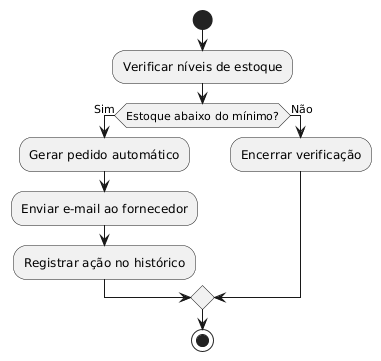 Verificar níveis de estoque
Sim
Estoque abaixo do mínimo?
Não
Gerar pedido automático
Encerrar verificação
Enviar e-mail ao fornecedor
Registrar ação no histórico